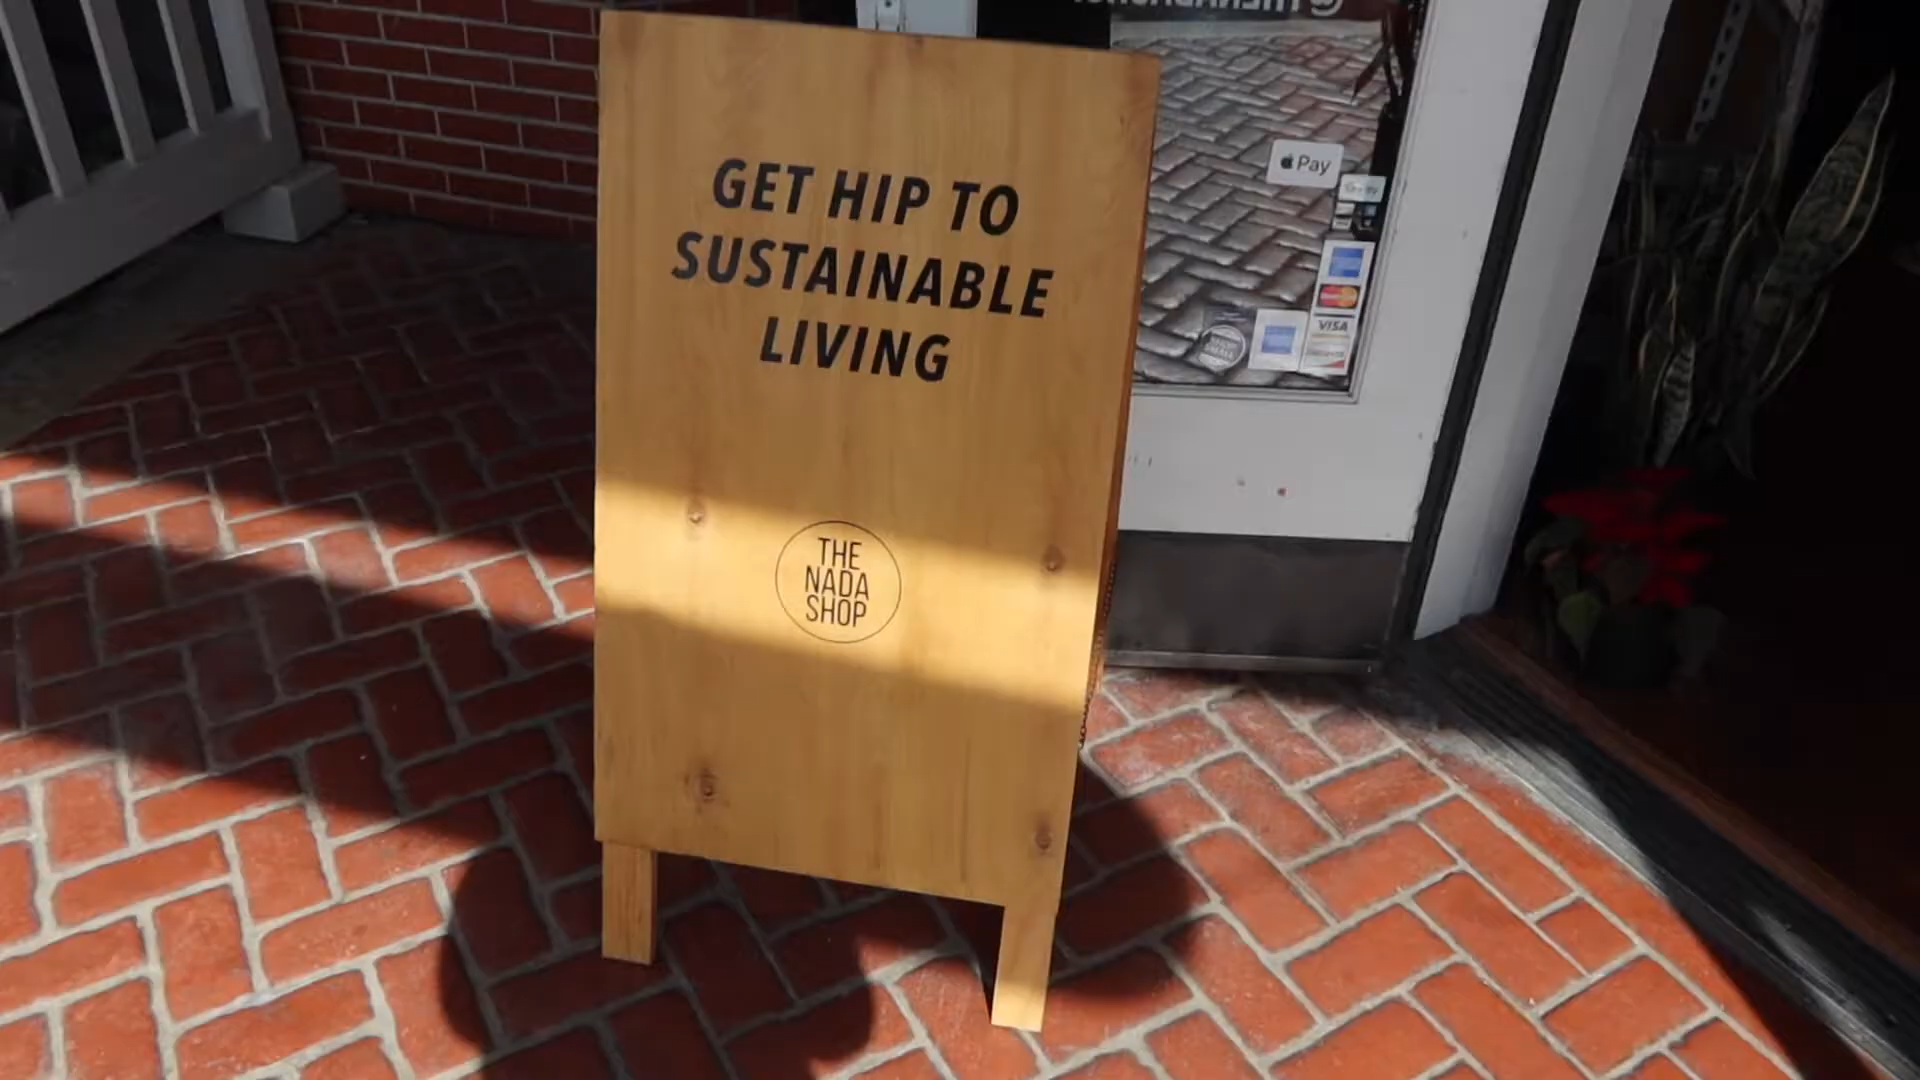 GET HIP TO
SUSTAINABLE
LIVING
THE
NADA
SHOP
Pay
VISA